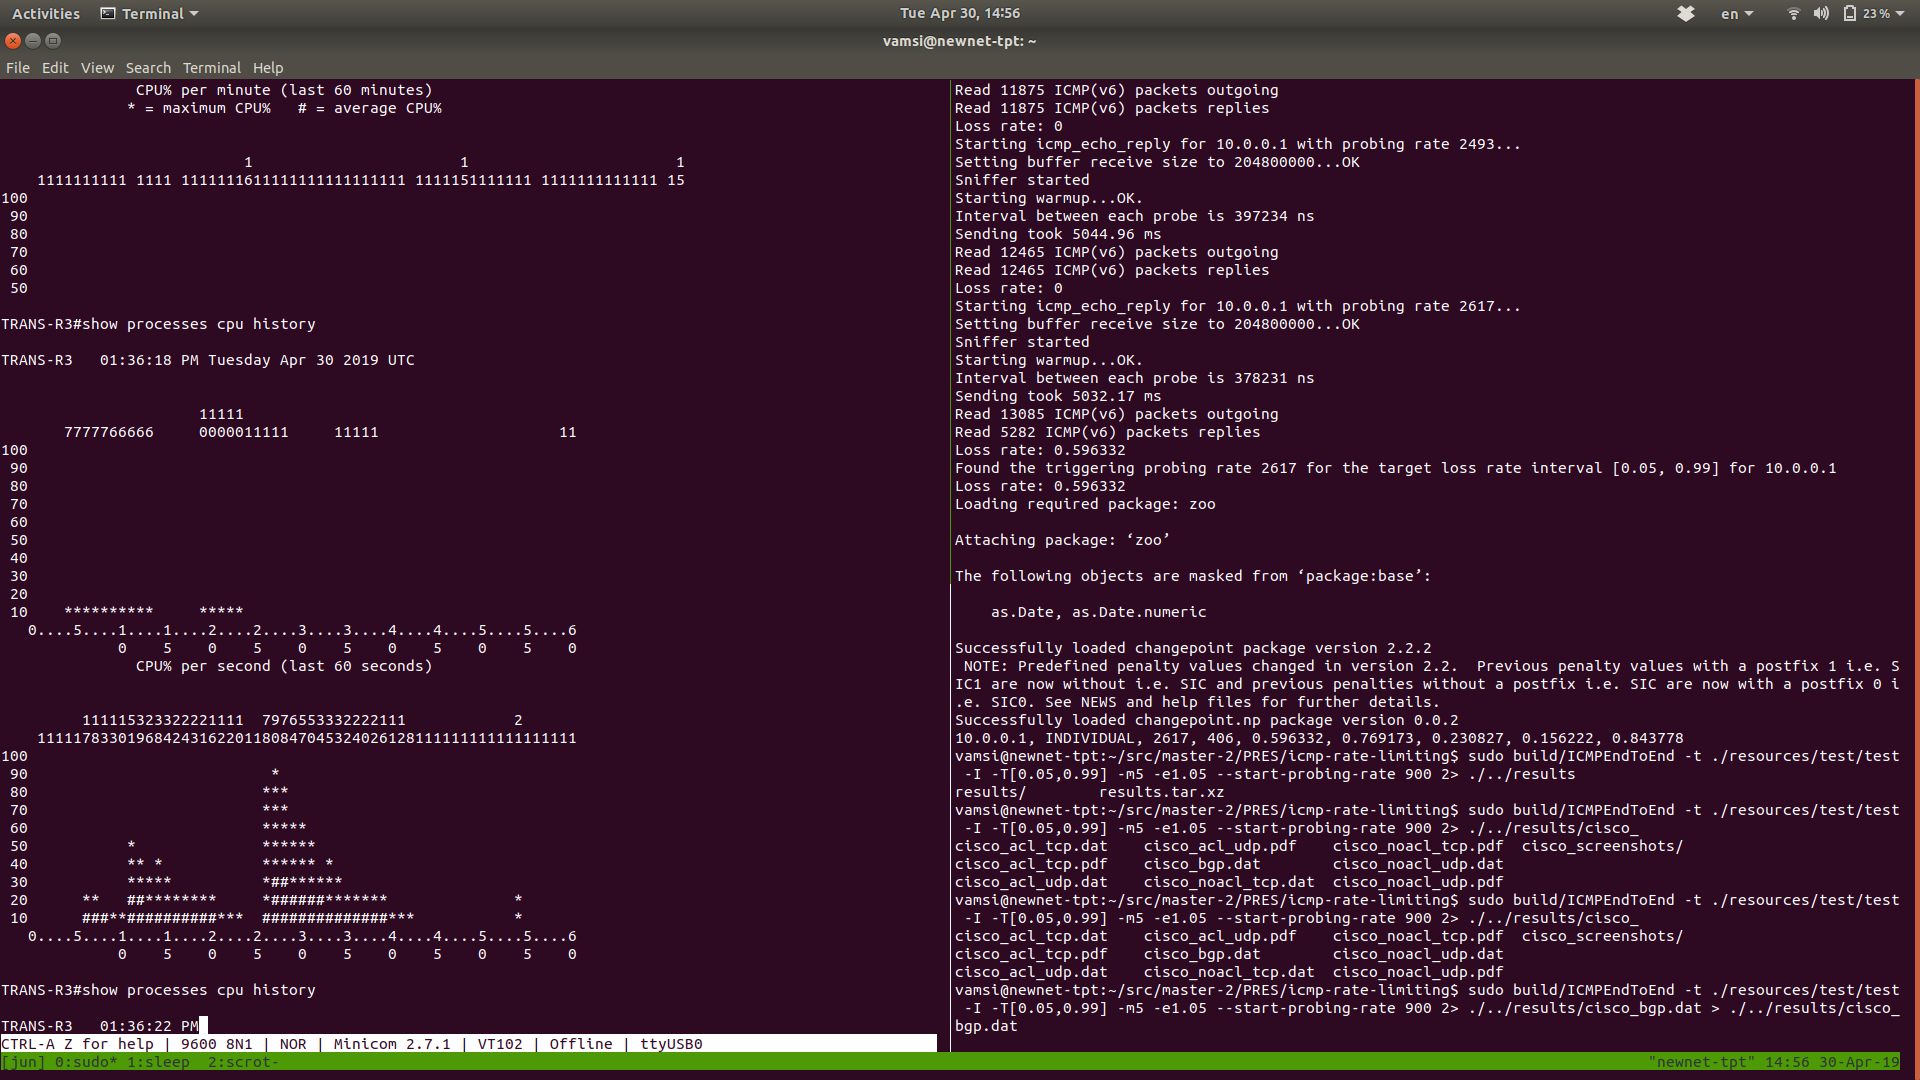 Activities Terminal Tue Apr 30, 14:56 en 23 %
vamsi@newnet-tpt: ~
File Edit View Search Terminal Help
               CPU% per minute (last 60 minutes)
              * = maximum CPU%   # = average CPU%
                           1                       1                       1
    1111111111 1111 1111111611111111111111111 1111151111111 1111111111111 15
100
 90
 80
 70
 60
 50
TRANS-R3#show processes cpu history
TRANS-R3   01:36:18 PM Tuesday Apr 30 2019 UTC
                      11111
       7777766666     0000011111     11111                    11
100
 90
 80
 70
 60
 50
 40
 30
 20
 10    **********     *****
   0....5....1....1....2....2....3....3....4....4....5....5....6
             0    5    0    5    0    5    0    5    0    5    0
               CPU% per second (last 60 seconds)
         111115323322221111  7976553332222111            2
    111117833019684243162201180847045324026128111111111111111111
100
 90                           *
 80                          ***
 70                          ***
 60                          *****
 50           *              ******
 40           ** *           ****** *
 30           *****          *##******
 20      **   ##********     *######*******              *
 10      ###**##########***  ##############***           *
   0....5....1....1....2....2....3....3....4....4....5....5....6
             0    5    0    5    0    5    0    5    0    5    0
TRANS-R3#show processes cpu history
TRANS-R3   01:36:22 PM
CTRL-A Z for help | 9600 8N1 | NOR | Minicom 2.7.1 | VT102 | Offline | ttyUSB0
Read 11875 ICMP(v6) packets outgoing
Read 11875 ICMP(v6) packets replies
Loss rate: 0
Starting icmp_echo_reply for 10.0.0.1 with probing rate 2493...
Setting buffer receive size to 204800000...OK
Sniffer started
Starting warmup...OK.
Interval between each probe is 397234 ns
Sending took 5044.96 ms
Read 12465 ICMP(v6) packets outgoing
Read 12465 ICMP(v6) packets replies
Loss rate: 0
Starting icmp_echo_reply for 10.0.0.1 with probing rate 2617...
Setting buffer receive size to 204800000...OK
Sniffer started
Starting warmup...OK.
Interval between each probe is 378231 ns
Sending took 5032.17 ms
Read 13085 ICMP(v6) packets outgoing
Read 5282 ICMP(v6) packets replies
Loss rate: 0.596332
Found the triggering probing rate 2617 for the target loss rate interval [0.05, 0.99] for 10.0.0.1
Loss rate: 0.596332
Loading required package: zoo
Attaching package: ‘zoo’
The following objects are masked from ‘package:base’:
    as.Date, as.Date.numeric
Successfully loaded changepoint package version 2.2.2
 NOTE: Predefined penalty values changed in version 2.2.  Previous penalty values with a postfix 1 i.e. S
IC1 are now without i.e. SIC and previous penalties without a postfix i.e. SIC are now with a postfix 0 i
.e. SIC0. See NEWS and help files for further details.
Successfully loaded changepoint.np package version 0.0.2
10.0.0.1, INDIVIDUAL, 2617, 406, 0.596332, 0.769173, 0.230827, 0.156222, 0.843778
vamsi@newnet-tpt:~/src/master-2/PRES/icmp-rate-limiting$ sudo build/ICMPEndToEnd -t ./resources/test/test
 -I -T[0.05,0.99] -m5 -e1.05 --start-probing-rate 900 2> ./../results
results/        results.tar.xz
vamsi@newnet-tpt:~/src/master-2/PRES/icmp-rate-limiting$ sudo build/ICMPEndToEnd -t ./resources/test/test
 -I -T[0.05,0.99] -m5 -e1.05 --start-probing-rate 900 2> ./../results/cisco_
cisco_acl_tcp.dat    cisco_acl_udp.pdf    cisco_noacl_tcp.pdf  cisco_screenshots/
cisco_acl_tcp.pdf    cisco_bgp.dat        cisco_noacl_udp.dat
cisco_acl_udp.dat    cisco_noacl_tcp.dat  cisco_noacl_udp.pdf
vamsi@newnet-tpt:~/src/master-2/PRES/icmp-rate-limiting$ sudo build/ICMPEndToEnd -t ./resources/test/test
 -I -T[0.05,0.99] -m5 -e1.05 --start-probing-rate 900 2> ./../results/cisco_
cisco_acl_tcp.dat    cisco_acl_udp.pdf    cisco_noacl_tcp.pdf  cisco_screenshots/
cisco_acl_tcp.pdf    cisco_bgp.dat        cisco_noacl_udp.dat
cisco_acl_udp.dat    cisco_noacl_tcp.dat  cisco_noacl_udp.pdf
vamsi@newnet-tpt:~/src/master-2/PRES/icmp-rate-limiting$ sudo build/ICMPEndToEnd -t ./resources/test/test
 -I -T[0.05,0.99] -m5 -e1.05 --start-probing-rate 900 2> ./../results/cisco_bgp.dat > ./../results/cisco_
bgp.dat
[jun] 0:sudo* 1:sleep  2:scrot- "newnet-tpt" 14:56 30-Apr-19